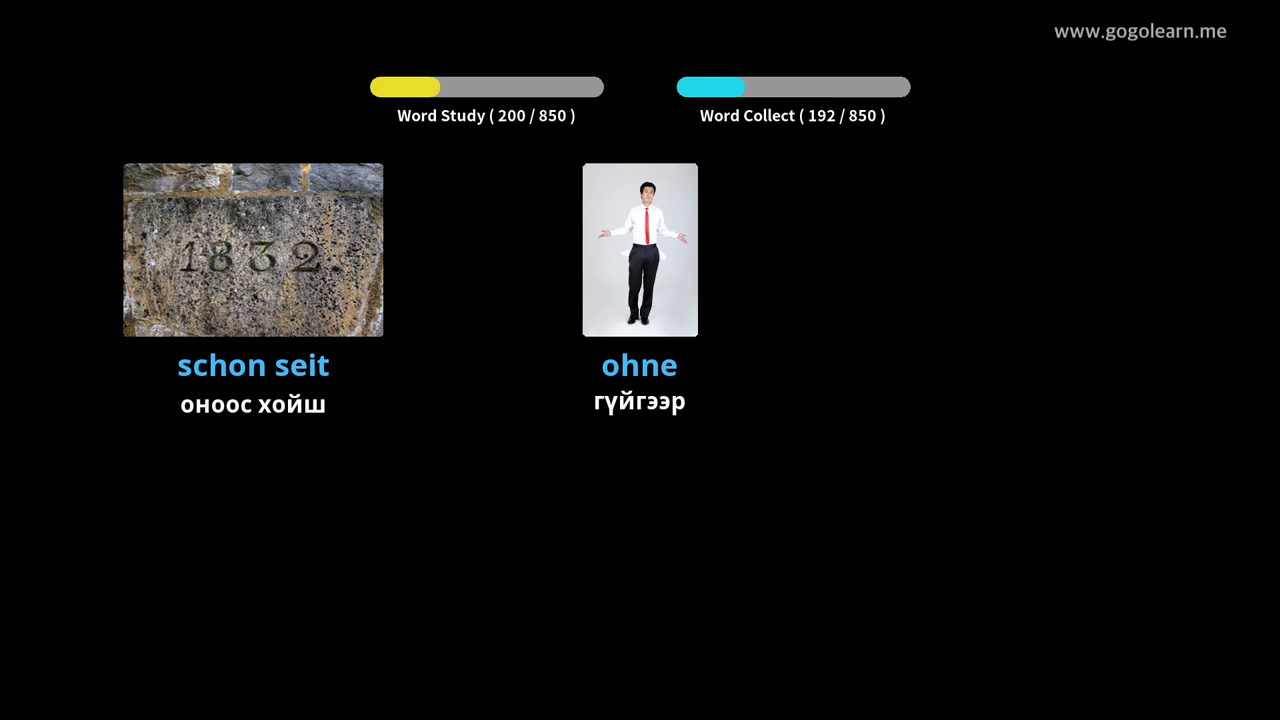 www.gogolearn.me
Word Study ( 200 / 850 )
Word Collect ( 192 / 850 )
1832.
schon seit
оноос хойш
ohne
гүйгээр